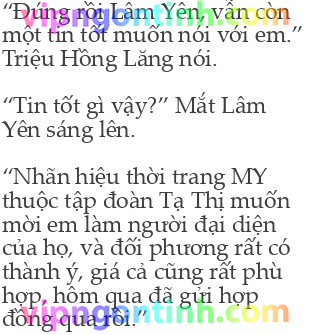 “Đúng rồi Lâm Yên, vẫn còn
một tin tốt muốn nói với em.”
Triệu Hồng Lăng nói.
“Tin tốt gì vậy?” Mắt Lâm
Yên sáng lên.
“Nhãn hiệu thời trang MY
thuộc tập đoàn Tạ Thị muốn
mời em làm người đại diện
của họ, và đối phương rất có
thành ý, giá cả cũng rất phù
hợp, hôm qua đã gửi hợp
đồng qua rồi.”
vipngontinh.com
vipngontinh.com